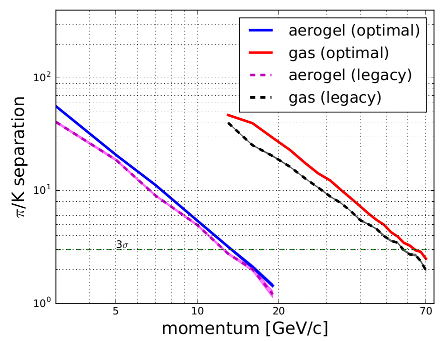 aerogel (optimal)
gas (optimal)
aerogel (legacy)
gas (legacy)
10²
10¹
10⁰
π/K separation
3σ
5 10 20 70
momentum [GeV/c]